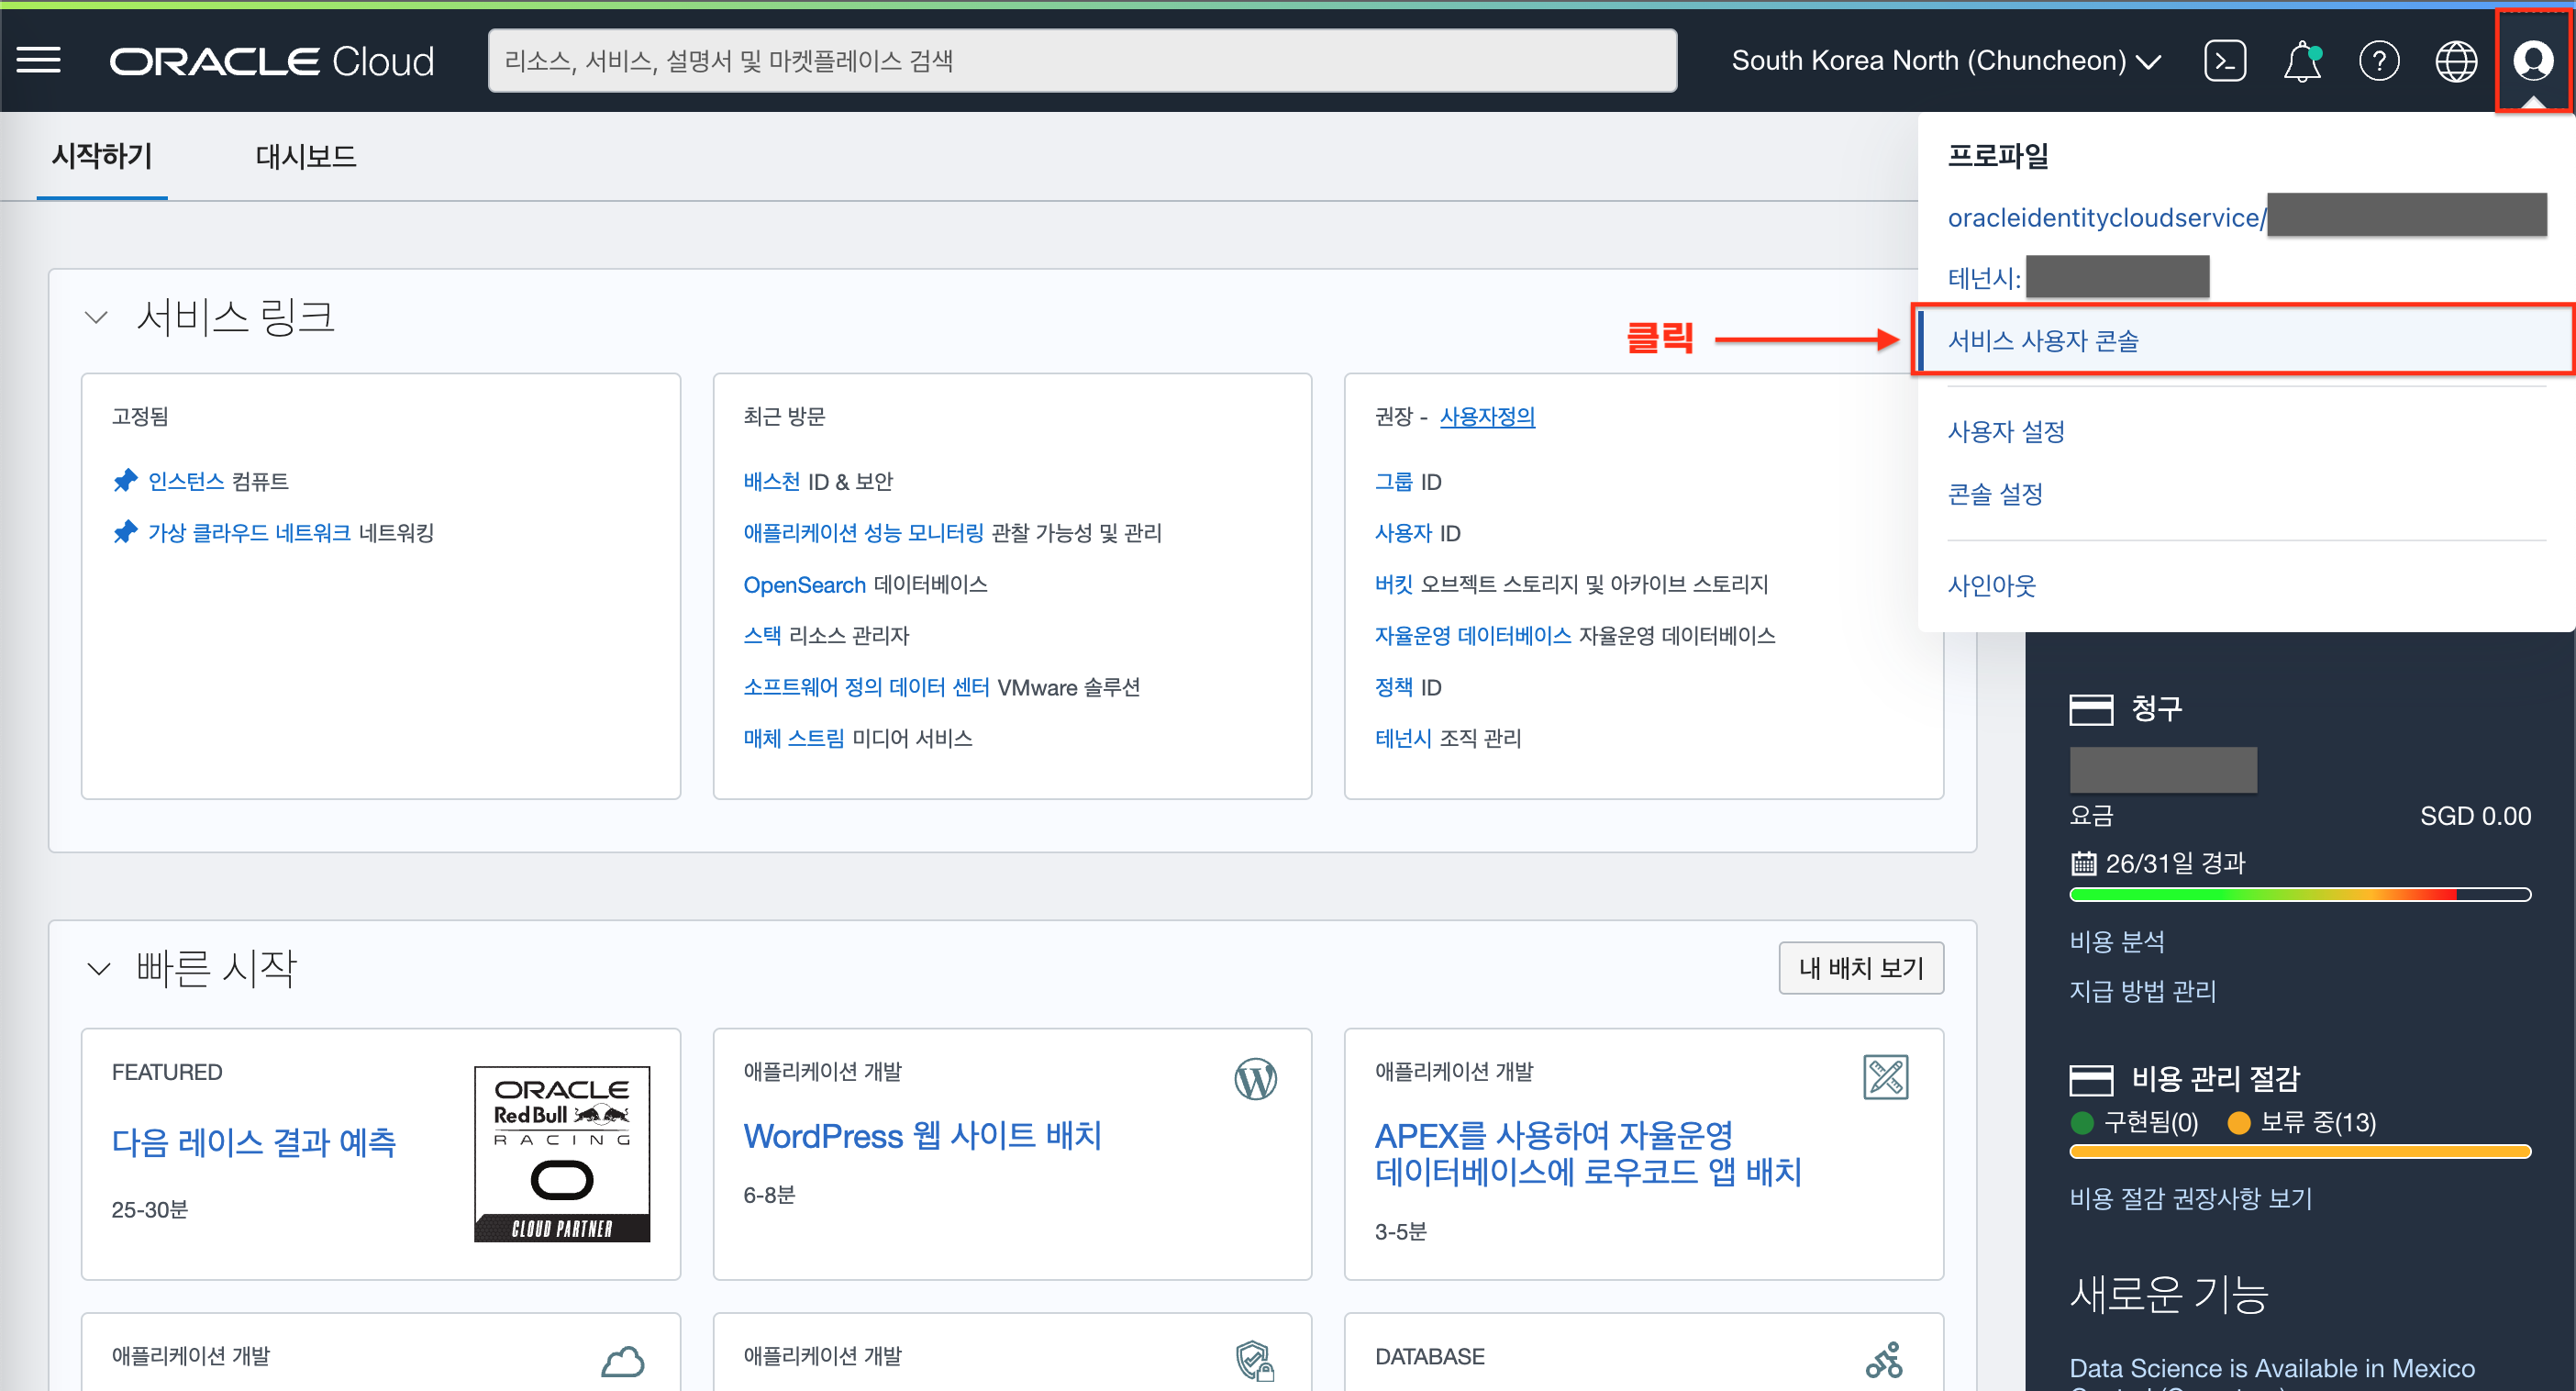 ORACLE Cloud
리소스, 서비스, 설명서 및 마켓플레이스 검색
South Korea North (Chuncheon)
시작하기
대시보드
프로파일
oracleidentitycloudservice/
테넌시:
클릭
서비스 사용자 콘솔
사용자 설정
콘솔 설정
사인아웃
서비스 링크
고정됨
인스턴스 컴퓨트
가상 클라우드 네트워크 네트워킹
최근 방문
배스천 ID & 보안
애플리케이션 성능 모니터링 관찰 가능성 및 관리
OpenSearch 데이터베이스
스택 리소스 관리자
소프트웨어 정의 데이터 센터 VMware 솔루션
매체 스트림 미디어 서비스
권장 - 사용자정의
그룹 ID
사용자 ID
버킷 오브젝트 스토리지 및 아카이브 스토리지
자율운영 데이터베이스 자율운영 데이터베이스
정책 ID
테넌시 조직 관리
청구
요금 SGD 0.00
26/31일 경과
비용 분석
지급 방법 관리
비용 관리 절감
구현됨(0) 보류 중(13)
비용 절감 권장사항 보기
새로운 기능
Data Science is Available in Mexico
빠른 시작
내 배치 보기
FEATURED
다음 레이스 결과 예측
25-30분
ORACLE
Red Bull
RACING
CLOUD PARTNER
애플리케이션 개발
WordPress 웹 사이트 배치
6-8분
애플리케이션 개발
APEX를 사용하여 자율운영
데이터베이스에 로우코드 앱 배치
3-5분
애플리케이션 개발
애플리케이션 개발
DATABASE